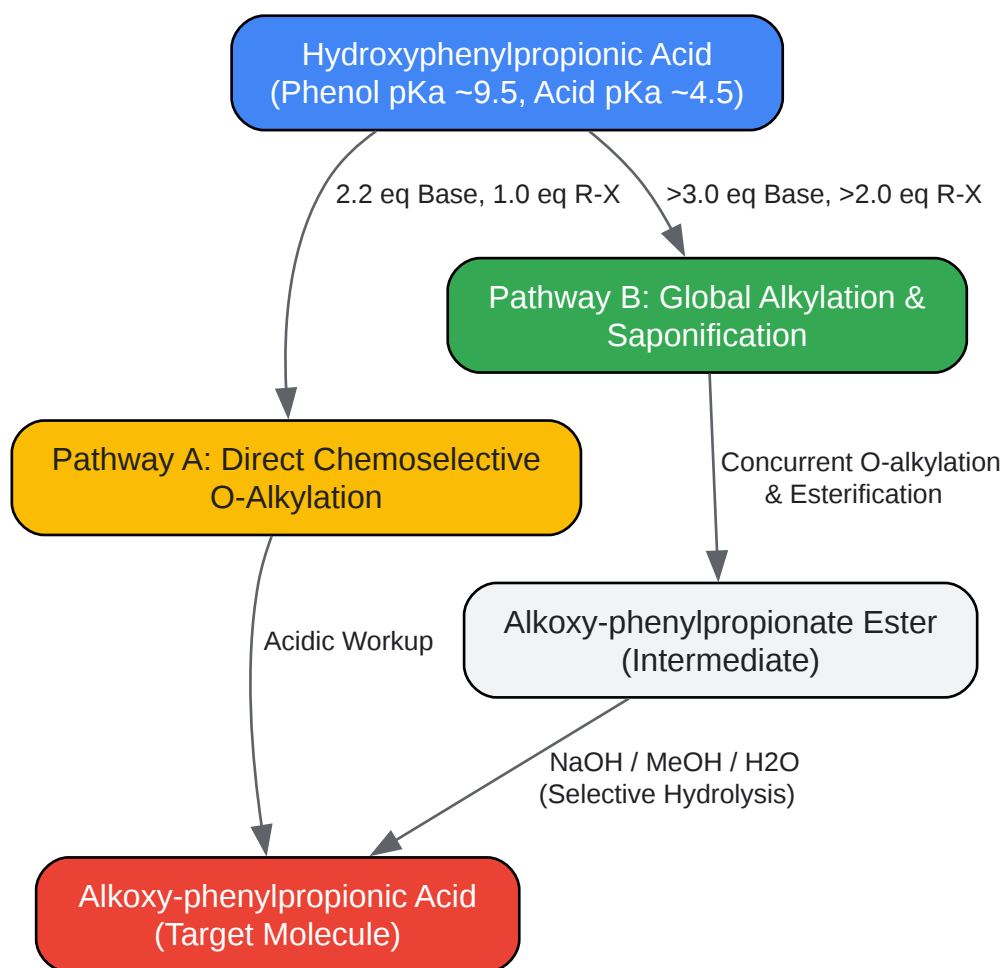 Hydroxyphenylpropionic Acid
(Phenol pKa ~9.5, Acid pKa ~4.5)
2.2 eq Base, 1.0 eq R-X
>3.0 eq Base, >2.0 eq R-X
Pathway B: Global Alkylation &
Saponification
Pathway A: Direct Chemoselective
O-Alkylation
Concurrent O-alkylation
& Esterification
Alkoxy-phenylpropionate Ester
(Intermediate)
Acidic Workup
NaOH / MeOH / H2O
(Selective Hydrolysis)
Alkoxy-phenylpropionic Acid
(Target Molecule)